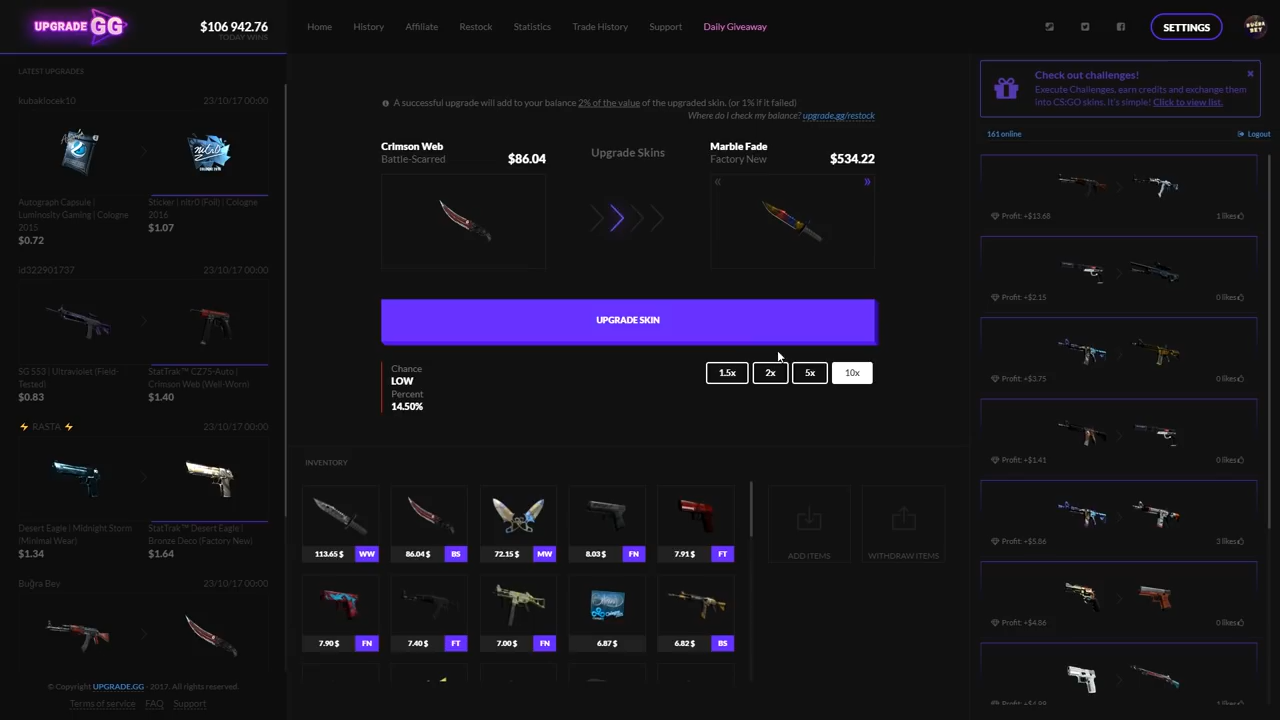 UPGRADE GG
$106 942.76
TODAY WINS
Home
History
Affiliate
Restock
Statistics
Trade History
Support
Daily Giveaway
SETTINGS
BUĞRA BEY
LATEST UPGRADES
kubaklocek10
23/10/17 00:00
Autograph Capsule |
Luminosity Gaming | Cologne
2015
$0.72
Sticker | nitr0 (Foil) | Cologne
2016
$1.07
id322901737
23/10/17 00:00
SG 553 | Ultraviolet (Field-
Tested)
$0.83
StatTrak™ CZ75-Auto |
Crimson Web (Well-Worn)
$1.40
⚡ RASTA ⚡
23/10/17 00:00
Desert Eagle | Midnight Storm
(Minimal Wear)
$1.34
StatTrak™ Desert Eagle |
Bronze Deco (Factory New)
$1.64
Buğra Bey
23/10/17 00:00
© Copyright UPGRADE.GG - 2017. All rights reserved.
Terms of service
FAQ
Support
A successful upgrade will add to your balance 2% of the value of the upgraded skin. (or 1% if it failed)
Where do I check my balance? upgrade.gg/restock
Crimson Web
Battle-Scarred
$86.04
Upgrade Skins
Marble Fade
Factory New
$534.22
«
»
UPGRADE SKIN
Chance
LOW
Percent
14.50%
1.5x
2x
5x
10x
INVENTORY
113.65 $ WW
86.04 $ BS
72.15 $ MW
8.03 $ FN
7.91 $ FT
7.90 $ FN
7.40 $ FT
7.00 $ FN
6.87 $
6.82 $ BS
ADD ITEMS
WITHDRAW ITEMS
Check out challenges!
×
Execute Challenges, earn credits and exchange them
into CS:GO skins. It's simple! Click to view list.
161 online
Logout
Profit: +$13.68
1 likes
Profit: +$2.15
0 likes
Profit: +$3.75
0 likes
Profit: +$1.41
0 likes
Profit: +$5.86
3 likes
Profit: +$4.86
0 likes
Profit: +$4.99
1 likes